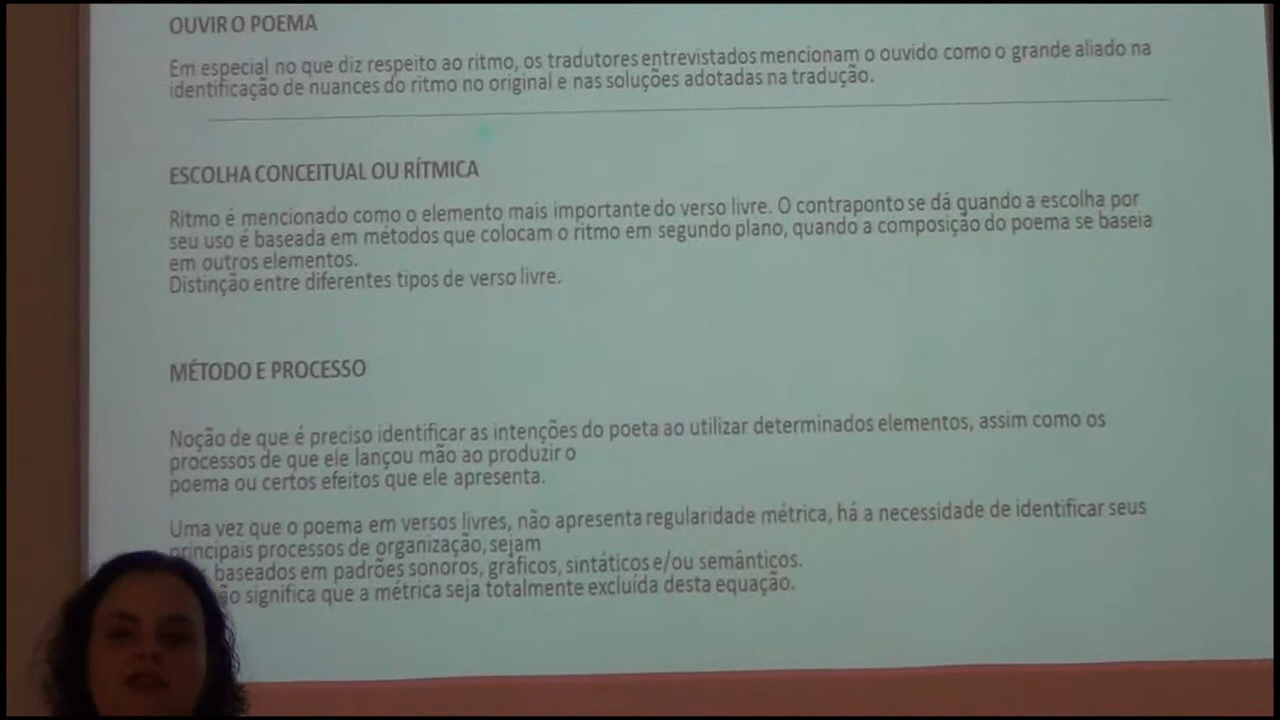 OUVIR O POEMA
Em especial no que diz respeito ao ritmo, os tradutores entrevistados mencionam o ouvido como o grande aliado na
identificação de nuances do ritmo no original e nas soluções adotadas na tradução.
ESCOLHA CONCEITUAL OU RÍTMICA
Ritmo é mencionado como o elemento mais importante do verso livre. O contraponto se dá quando a escolha por
seu uso é baseada em métodos que colocam o ritmo em segundo plano, quando a composição do poema se baseia
em outros elementos.
Distinção entre diferentes tipos de verso livre.
MÉTODO E PROCESSO
Noção de que é preciso identificar as intenções do poeta ao utilizar determinados elementos, assim como os
processos de que ele lançou mão ao produzir o
poema ou certos efeitos que ele apresenta.
Uma vez que o poema em versos livres, não apresenta regularidade métrica, há a necessidade de identificar seus
principais processos de organização, sejam
baseados em padrões sonoros, gráficos, sintáticos e/ou semânticos.
significa que a métrica seja totalmente excluída desta equação.